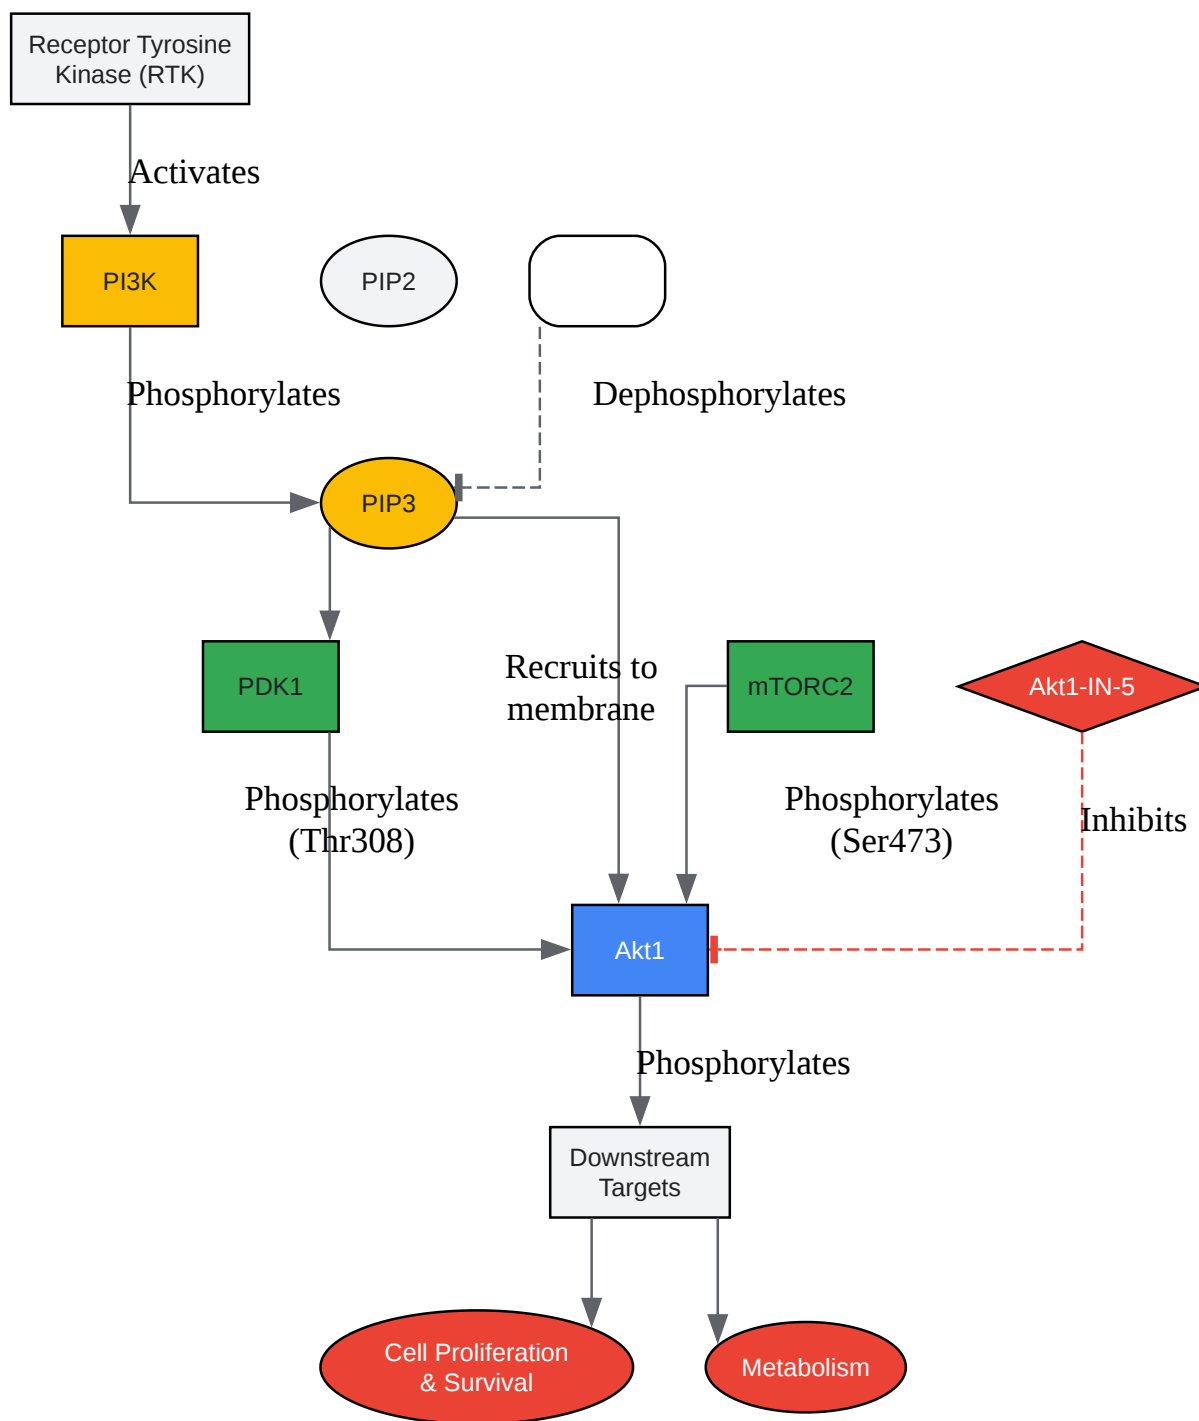 Receptor Tyrosine
Kinase (RTK)
Activates
PI3K
PIP2
Phosphorylates
Dephosphorylates
PIP3
PDK1
Recruits to
membrane
mTORC2
Akt1-IN-5
Phosphorylates
(Thr308)
Phosphorylates
(Ser473)
Inhibits
Akt1
Phosphorylates
Downstream
Targets
Cell Proliferation
& Survival
Metabolism